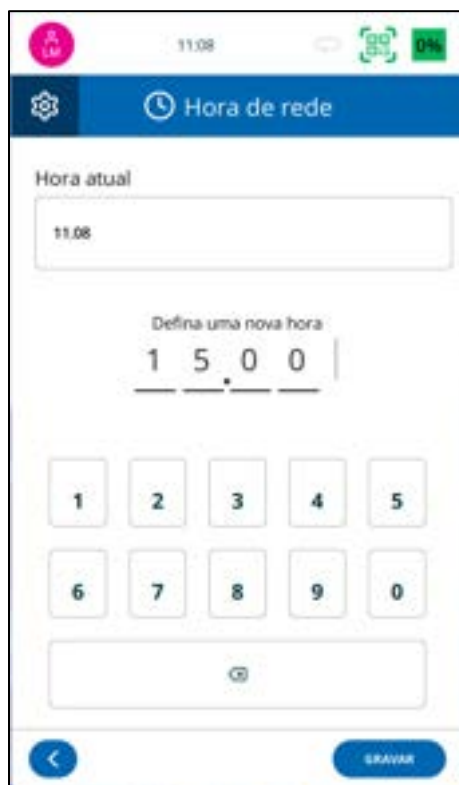 LM 11:08 0%
Hora de rede
Hora atual
11.08
Defina uma nova hora
1 5.0 0
1 2 3 4 5
6 7 8 9 0
GRAVAR